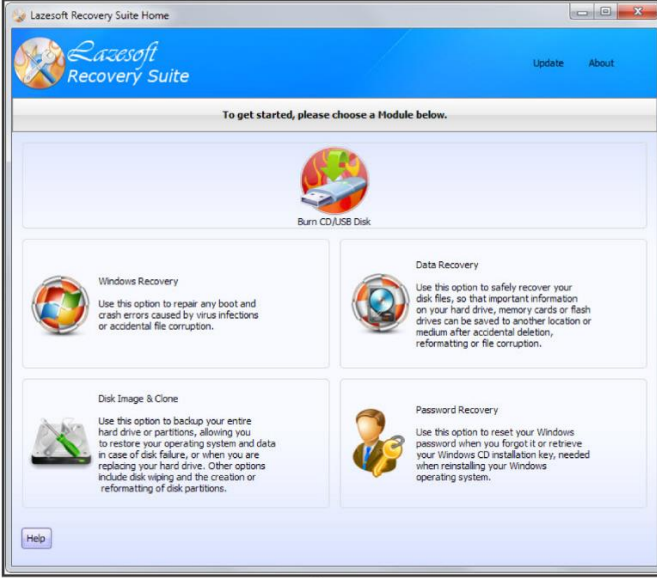 Lazesoft Recovery Suite Home
Lazesoft
Recovery Suite
Update About
To get started, please choose a Module below.
Burn CD/USB Disk
Windows Recovery
Use this option to repair any boot and
crash errors caused by virus infections
or accidental file corruption.
Data Recovery
Use this option to safely recover your
disk files, so that important information
on your hard drive, memory cards or flash
drives can be saved to another location or
medium after accidental deletion,
reformatting or file corruption.
Disk Image & Clone
Use this option to backup your entire
hard drive or partitions, allowing you
to restore your operating system and data
in case of disk failure, or when you are
replacing your hard drive. Other options
include disk wiping and the creation or
reformatting of disk partitions.
Password Recovery
Use this option to reset your Windows
password when you forgot it or retrieve
your Windows CD installation key, needed
when reinstalling your Windows
operating system.
Help